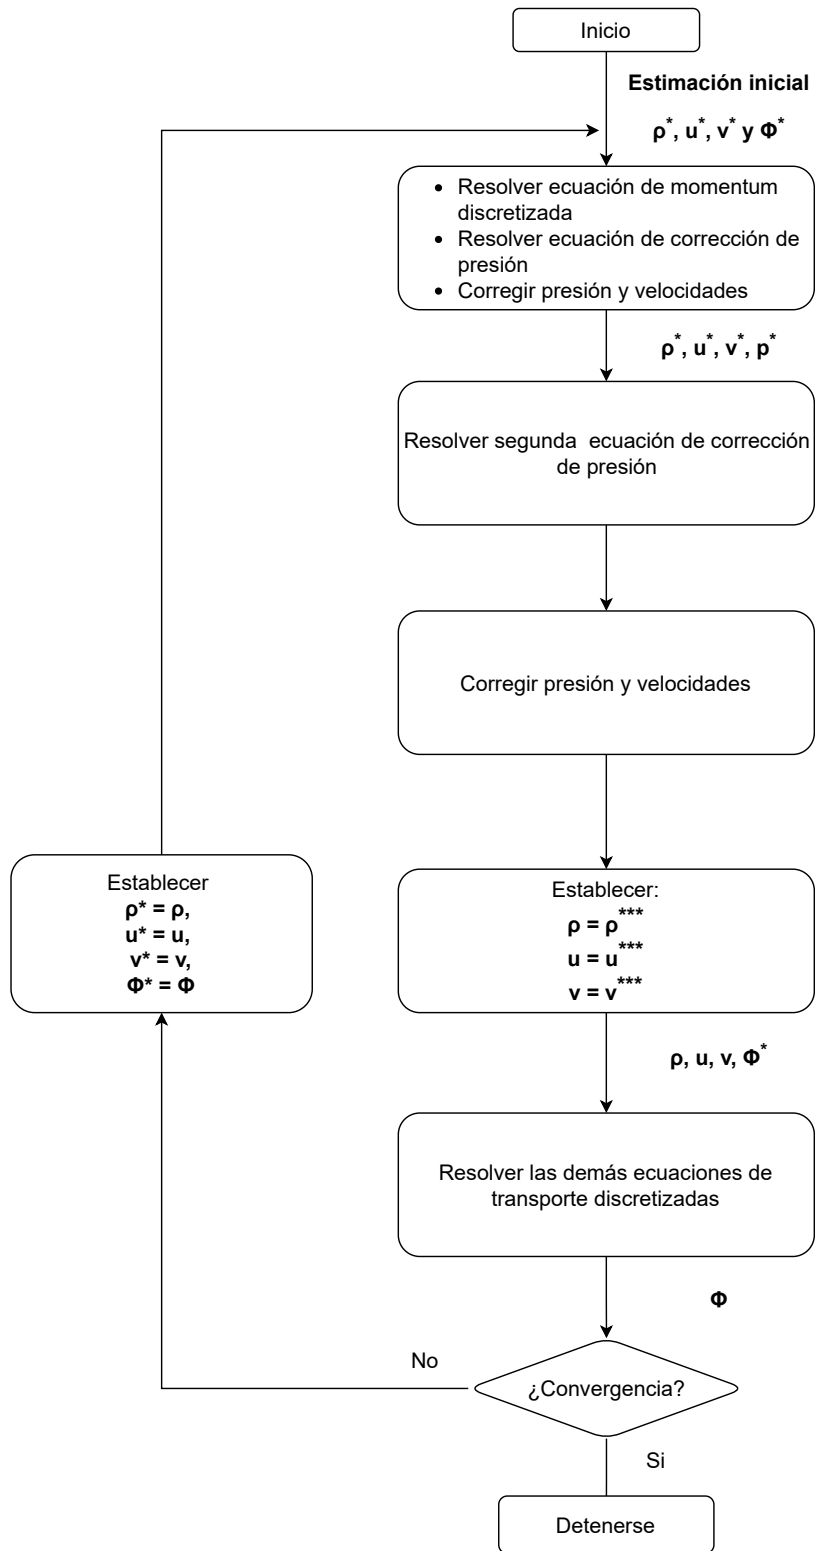 Inicio
Estimación inicial
ρ*, u*, v* y Φ*
• Resolver ecuación de momentum
discretizada
• Resolver ecuación de corrección de
presión
• Corregir presión y velocidades
ρ*, u*, v*, p*
Resolver segunda ecuación de corrección
de presión
Corregir presión y velocidades
Establecer
ρ* = ρ,
u* = u,
v* = v,
Φ* = Φ
Establecer:
ρ = ρ***
u = u***
v = v***
ρ, u, v, Φ*
Resolver las demás ecuaciones de
transporte discretizadas
Φ
No
¿Convergencia?
Si
Detenerse